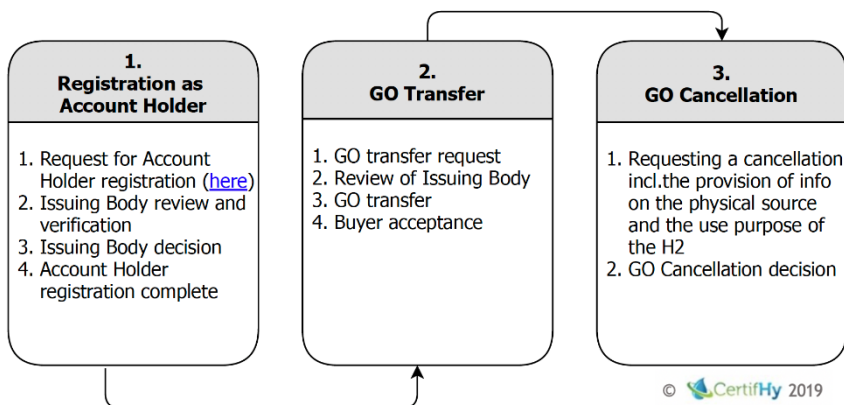 1.
Registration as
Account Holder
1. Request for Account
Holder registration (here)
2. Issuing Body review and
verification
3. Issuing Body decision
4. Account Holder
registration complete
2.
GO Transfer
1. GO transfer request
2. Review of Issuing Body
3. GO transfer
4. Buyer acceptance
3.
GO Cancellation
1. Requesting a cancellation
incl.the provision of info
on the physical source
and the use purpose of
the H2
2. GO Cancellation decision
© CertifHy 2019